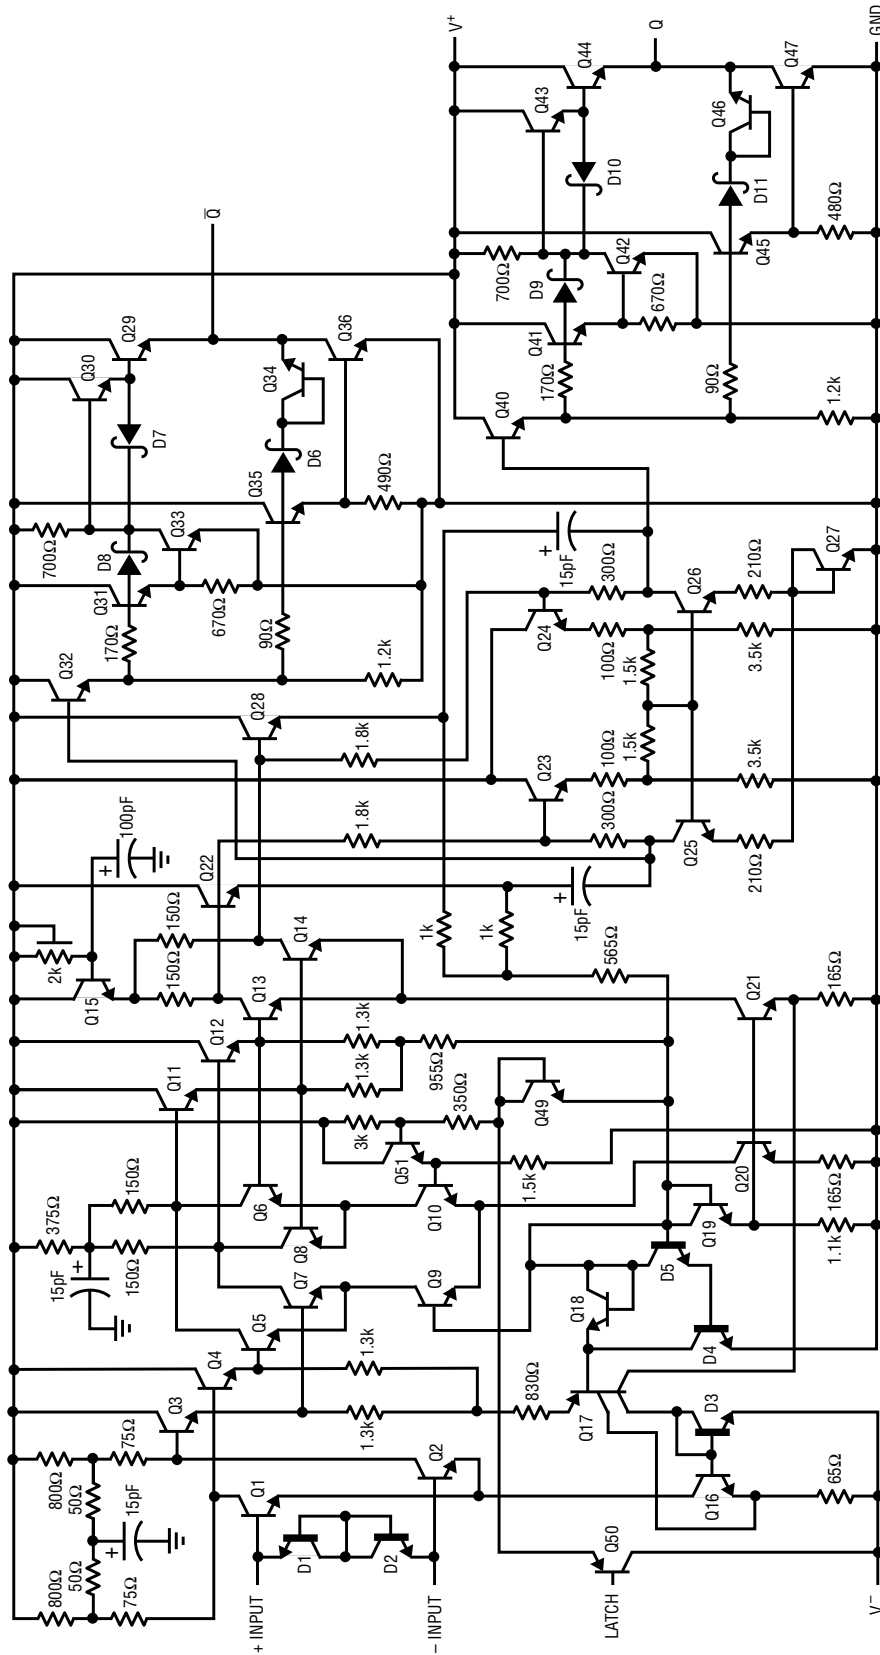 800Ω
50Ω
75Ω
800Ω
50Ω
75Ω
+
15pF
+ INPUT
– INPUT
LATCH
V–
D1
D2
Q1
Q2
Q50
Q3
Q4
1.3k
1.3k
Q16
D3
65Ω
Q17
830Ω
Q5
Q7
Q8
Q6
15pF
+
375Ω
150Ω
150Ω
Q9
Q10
Q18
D4
D5
Q19
1.1k
165Ω
Q20
Q51
1.5k
3k
350Ω
Q49
Q11
Q12
1.3k
1.3k
955Ω
Q15
2k
150Ω
150Ω
Q13
Q14
Q21
165Ω
+
100pF
Q22
1k
1k
565Ω
+
15pF
1.8k
1.8k
Q28
300Ω
Q23
100Ω
Q25
210Ω
3.5k
1.5k
1.5k
3.5k
100Ω
Q24
300Ω
Q26
210Ω
Q27
+
15pF
Q32
170Ω
90Ω
1.2k
Q31
D8
670Ω
700Ω
Q33
Q35
490Ω
D7
D6
Q30
Q29
Q34
Q36
Q
Q40
170Ω
90Ω
1.2k
Q41
D9
700Ω
Q42
670Ω
Q45
480Ω
D10
D11
Q43
Q44
Q46
Q47
V+
Q
GND